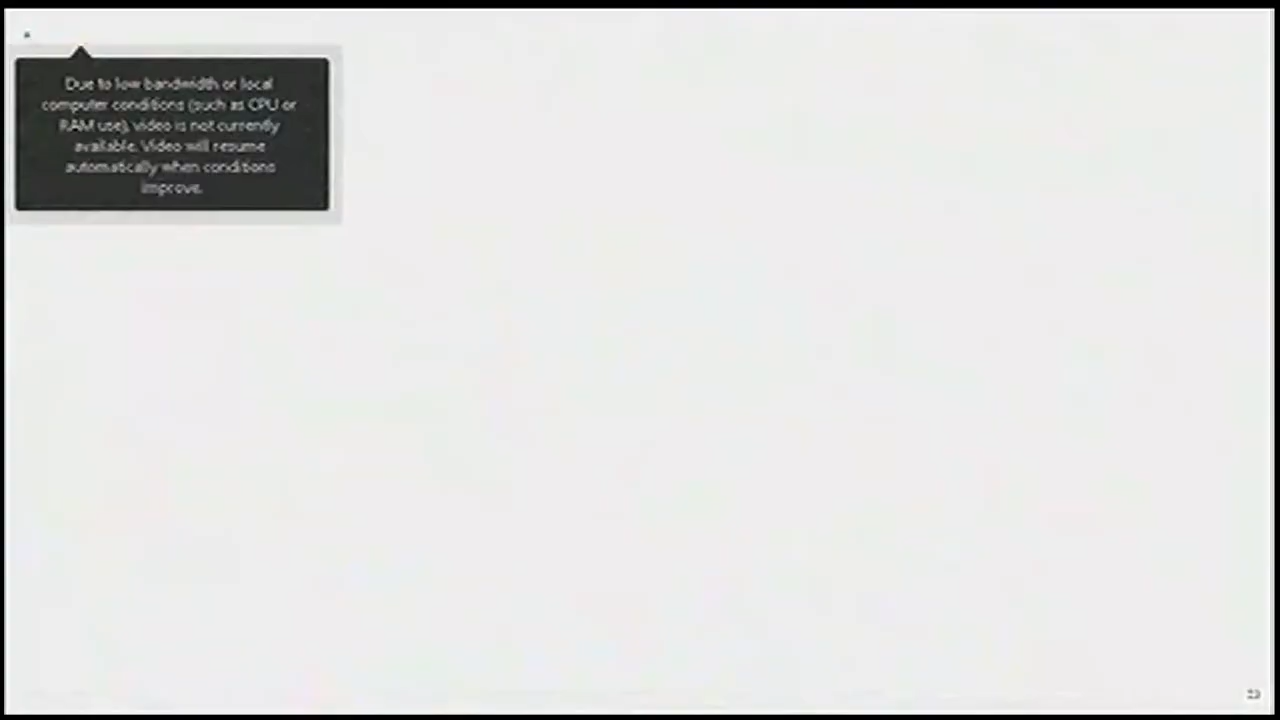 Due to low bandwidth or local
computer conditions (such as CPU or
RAM use), video is not currently
available. Video will resume
automatically when conditions
improve.